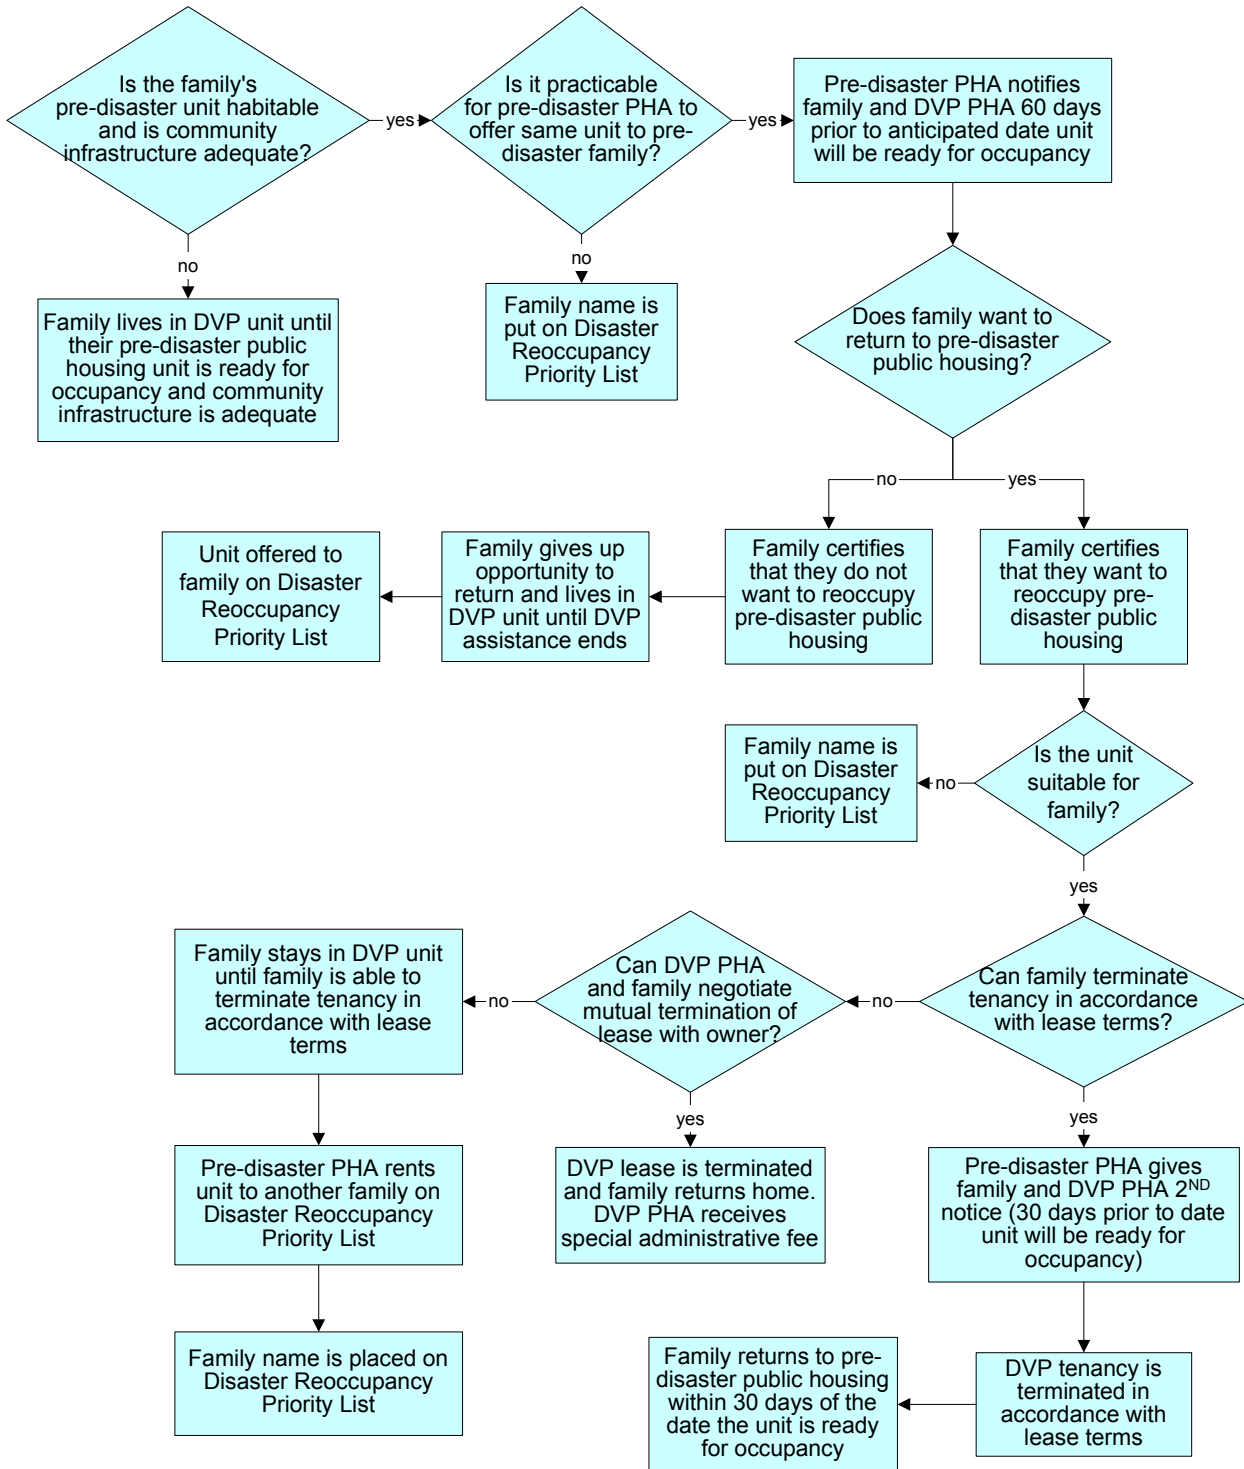 Is the family's
pre-disaster unit habitable
and is community
infrastructure adequate?
yes
Is it practicable
for pre-disaster PHA to
offer same unit to pre-
disaster family?
yes
Pre-disaster PHA notifies
family and DVP PHA 60 days
prior to anticipated date unit
will be ready for occupancy
no
no
Family lives in DVP unit until
their pre-disaster public
housing unit is ready for
occupancy and community
infrastructure is adequate
Family name is
put on Disaster
Reoccupancy
Priority List
Does family want to
return to pre-disaster
public housing?
no
yes
Unit offered to
family on Disaster
Reoccupancy
Priority List
Family gives up
opportunity to
return and lives in
DVP unit until DVP
assistance ends
Family certifies
that they do not
want to reoccupy
pre-disaster public
housing
Family certifies
that they want to
reoccupy pre-
disaster public
housing
Family name is
put on Disaster
Reoccupancy
Priority List
no
Is the unit
suitable for
family?
yes
Family stays in DVP unit
until family is able to
terminate tenancy in
accordance with lease
terms
no
Can DVP PHA
and family negotiate
mutual termination of
lease with owner?
no
Can family terminate
tenancy in accordance
with lease terms?
yes
yes
Pre-disaster PHA rents
unit to another family on
Disaster Reoccupancy
Priority List
DVP lease is terminated
and family returns home.
DVP PHA receives
special administrative fee
Pre-disaster PHA gives
family and DVP PHA 2ND
notice (30 days prior to date
unit will be ready for
occupancy)
Family name is placed on
Disaster Reoccupancy
Priority List
Family returns to pre-
disaster public housing
within 30 days of the
date the unit is ready
for occupancy
DVP tenancy is
terminated in
accordance with
lease terms